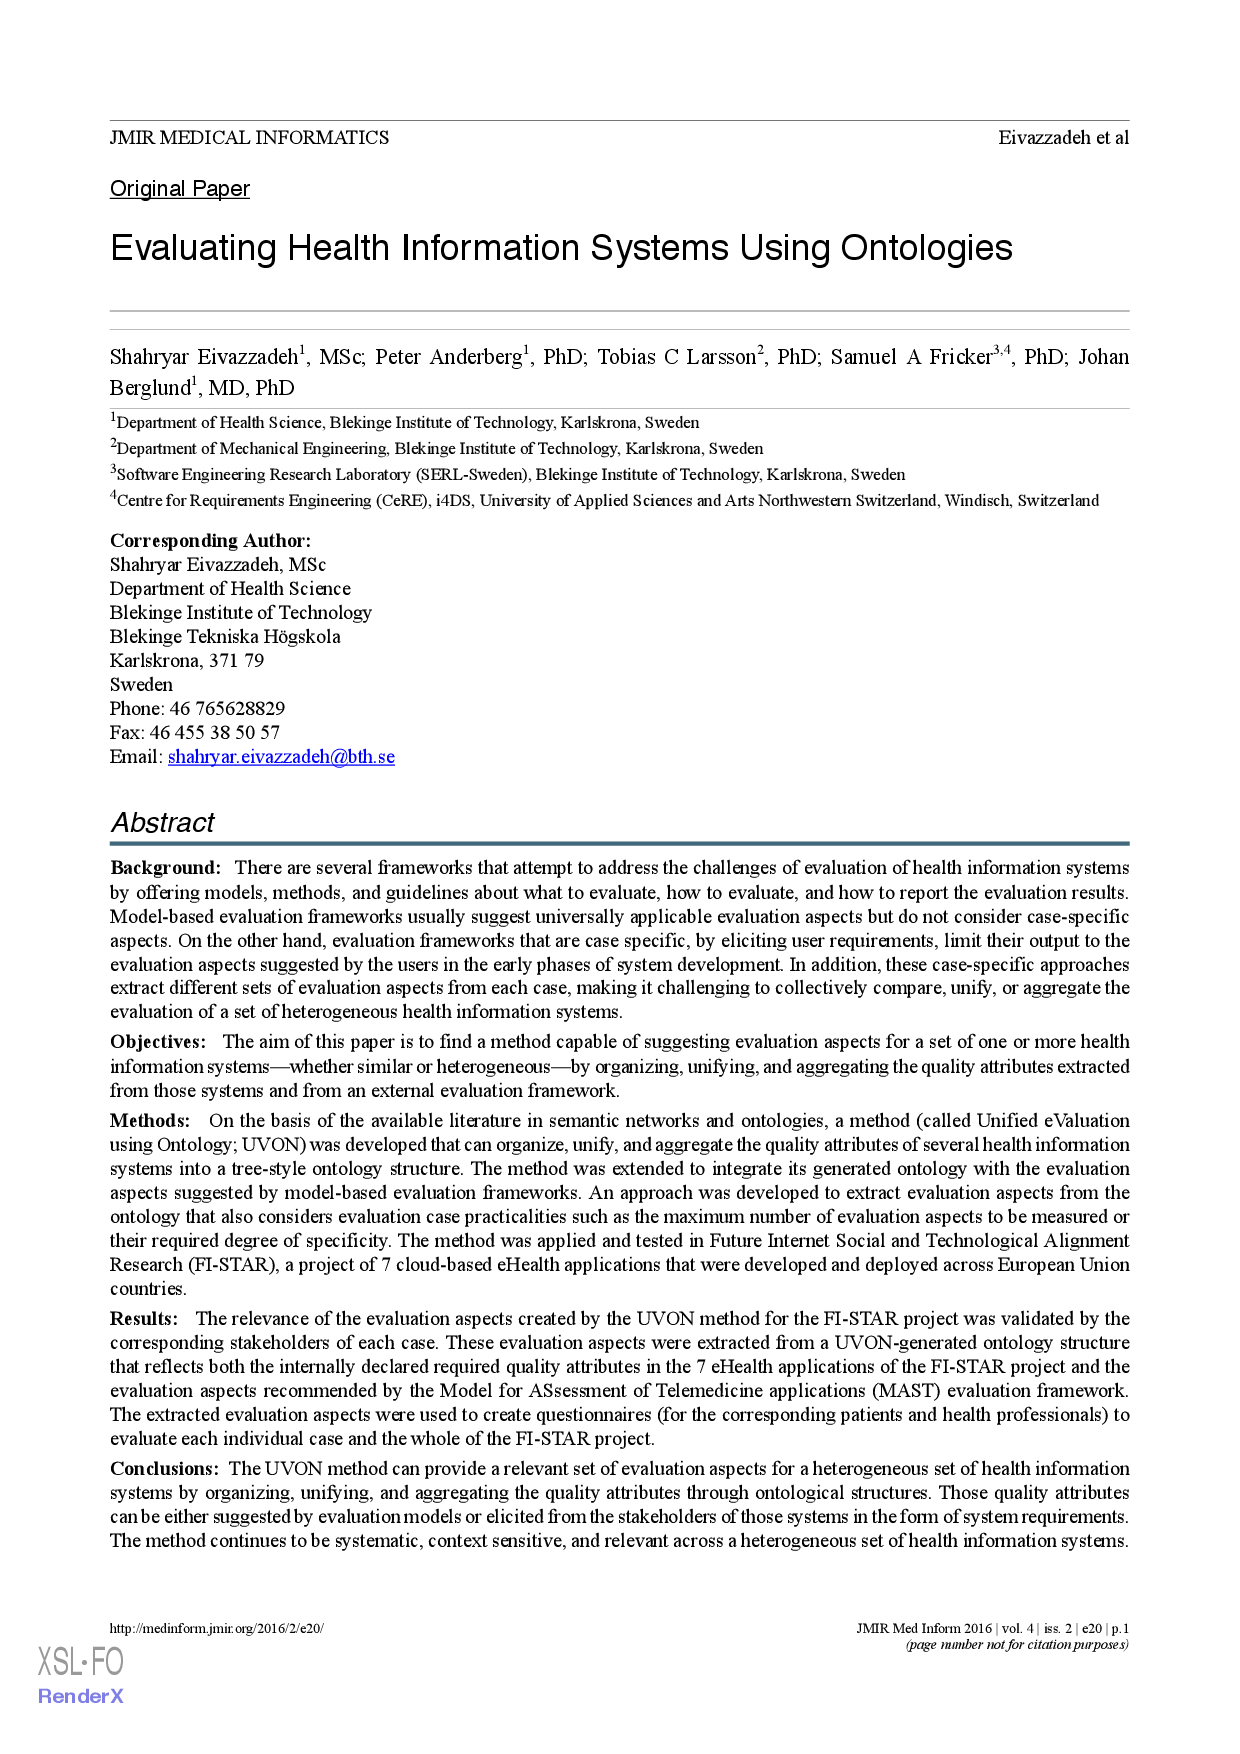 JMIR MEDICAL INFORMATICS
Eivazzadeh et al
Original Paper
Evaluating Health Information Systems Using Ontologies
Shahryar Eivazzadeh1, MSc; Peter Anderberg1, PhD; Tobias C Larsson2, PhD; Samuel A Fricker3,4, PhD; Johan
Berglund1, MD, PhD
1Department of Health Science, Blekinge Institute of Technology, Karlskrona, Sweden
2Department of Mechanical Engineering, Blekinge Institute of Technology, Karlskrona, Sweden
3Software Engineering Research Laboratory (SERL-Sweden), Blekinge Institute of Technology, Karlskrona, Sweden
4Centre for Requirements Engineering (CeRE), i4DS, University of Applied Sciences and Arts Northwestern Switzerland, Windisch, Switzerland
Corresponding Author:
Shahryar Eivazzadeh, MSc
Department of Health Science
Blekinge Institute of Technology
Blekinge Tekniska Högskola
Karlskrona, 371 79
Sweden
Phone: 46 765628829
Fax: 46 455 38 50 57
Email: shahryar.eivazzadeh@bth.se
Abstract
Background: There are several frameworks that attempt to address the challenges of evaluation of health information systems
by offering models, methods, and guidelines about what to evaluate, how to evaluate, and how to report the evaluation results.
Model-based evaluation frameworks usually suggest universally applicable evaluation aspects but do not consider case-specific
aspects. On the other hand, evaluation frameworks that are case specific, by eliciting user requirements, limit their output to the
evaluation aspects suggested by the users in the early phases of system development. In addition, these case-specific approaches
extract different sets of evaluation aspects from each case, making it challenging to collectively compare, unify, or aggregate the
evaluation of a set of heterogeneous health information systems.
Objectives: The aim of this paper is to find a method capable of suggesting evaluation aspects for a set of one or more health
information systems—whether similar or heterogeneous—by organizing, unifying, and aggregating the quality attributes extracted
from those systems and from an external evaluation framework.
Methods: On the basis of the available literature in semantic networks and ontologies, a method (called Unified eValuation
using Ontology; UVON) was developed that can organize, unify, and aggregate the quality attributes of several health information
systems into a tree-style ontology structure. The method was extended to integrate its generated ontology with the evaluation
aspects suggested by model-based evaluation frameworks. An approach was developed to extract evaluation aspects from the
ontology that also considers evaluation case practicalities such as the maximum number of evaluation aspects to be measured or
their required degree of specificity. The method was applied and tested in Future Internet Social and Technological Alignment
Research (FI-STAR), a project of 7 cloud-based eHealth applications that were developed and deployed across European Union
countries.
Results: The relevance of the evaluation aspects created by the UVON method for the FI-STAR project was validated by the
corresponding stakeholders of each case. These evaluation aspects were extracted from a UVON-generated ontology structure
that reflects both the internally declared required quality attributes in the 7 eHealth applications of the FI-STAR project and the
evaluation aspects recommended by the Model for ASsessment of Telemedicine applications (MAST) evaluation framework.
The extracted evaluation aspects were used to create questionnaires (for the corresponding patients and health professionals) to
evaluate each individual case and the whole of the FI-STAR project.
Conclusions: The UVON method can provide a relevant set of evaluation aspects for a heterogeneous set of health information
systems by organizing, unifying, and aggregating the quality attributes through ontological structures. Those quality attributes
can be either suggested by evaluation models or elicited from the stakeholders of those systems in the form of system requirements.
The method continues to be systematic, context sensitive, and relevant across a heterogeneous set of health information systems.
http://medinform.jmir.org/2016/2/e20/
JMIR Med Inform 2016 | vol. 4 | iss. 2 | e20 | p.1
(page number not for citation purposes)
XSL•FO
RenderX